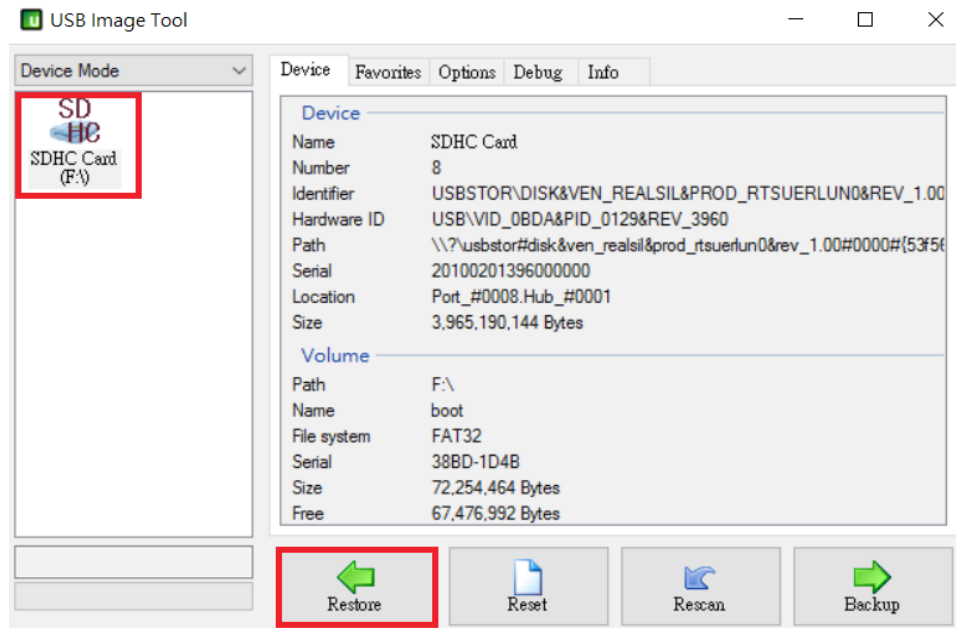 USB Image Tool
Device Mode
SD
HC
SDHC Card
(F:\)
Device Favorites Options Debug Info
Device
Name SDHC Card
Number 8
Identifier USBSTOR\DISK&VEN_REALSIL&PROD_RTSUERLUN0&REV_1.00
Hardware ID USB\VID_0BDA&PID_0129&REV_3960
Path \\?\usbstor#disk&ven_realsil&prod_rtsuerlun0&rev_1.00#0000#{53f56
Serial 20100201396000000
Location Port_#0008.Hub_#0001
Size 3,965,190,144 Bytes
Volume
Path F:\
Name boot
File system FAT32
Serial 38BD-1D4B
Size 72,254,464 Bytes
Free 67,476,992 Bytes
Restore Reset Rescan Backup